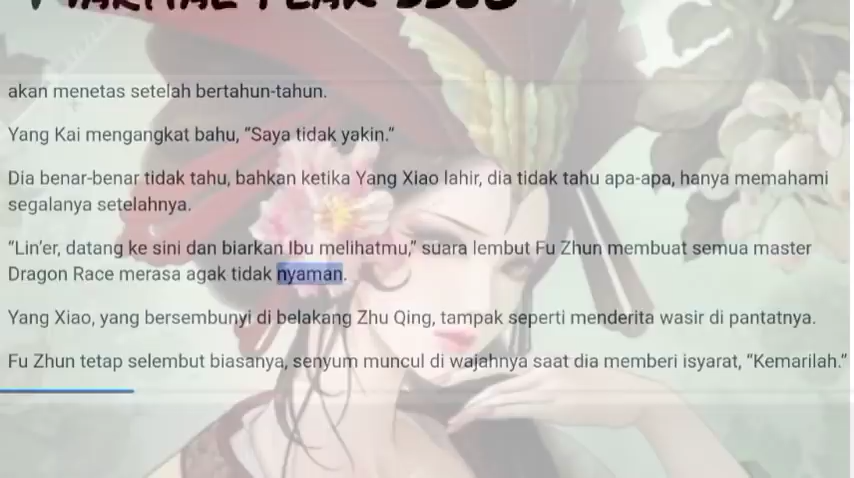 akan menetas setelah bertahun-tahun.
Yang Kai mengangkat bahu, “Saya tidak yakin.”
Dia benar-benar tidak tahu, bahkan ketika Yang Xiao lahir, dia tidak tahu apa-apa, hanya memahami
segalanya setelahnya.
“Lin’er, datang ke sini dan biarkan Ibu melihatmu,” suara lembut Fu Zhun membuat semua master
Dragon Race merasa agak tidak nyaman.
Yang Xiao, yang bersembunyi di belakang Zhu Qing, tampak seperti menderita wasir di pantatnya.
Fu Zhun tetap selembut biasanya, senyum muncul di wajahnya saat dia memberi isyarat, “Kemarilah.”